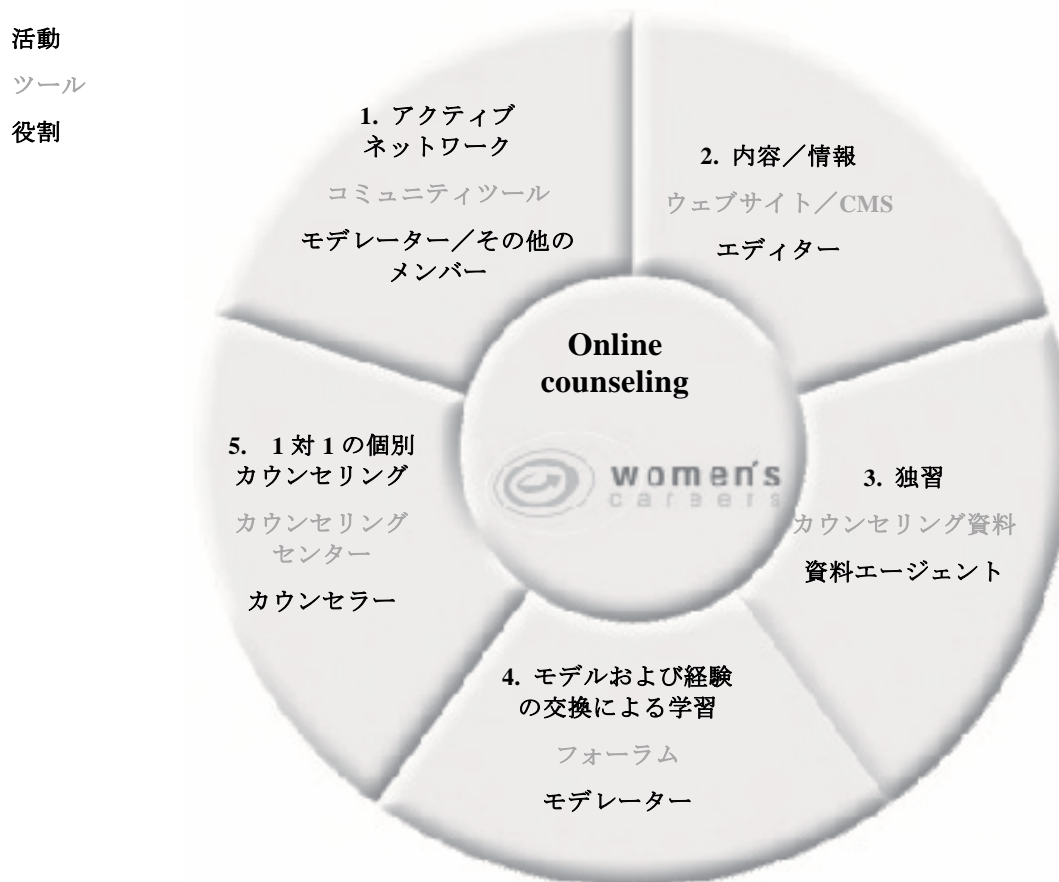 活動
ツール
役割
1. アクティブ
ネットワーク
コミュニティツール
モデレーター／その他の
メンバー
2. 内容／情報
ウェブサイト／CMS
エディター
3. 独習
カウンセリング資料
資料エージェント
4. モデルおよび経験
の交換による学習
フォーラム
モデレーター
5. 1 対 1 の個別
カウンセリング
カウンセリング
センター
カウンセラー
Online
counseling
women's
careers